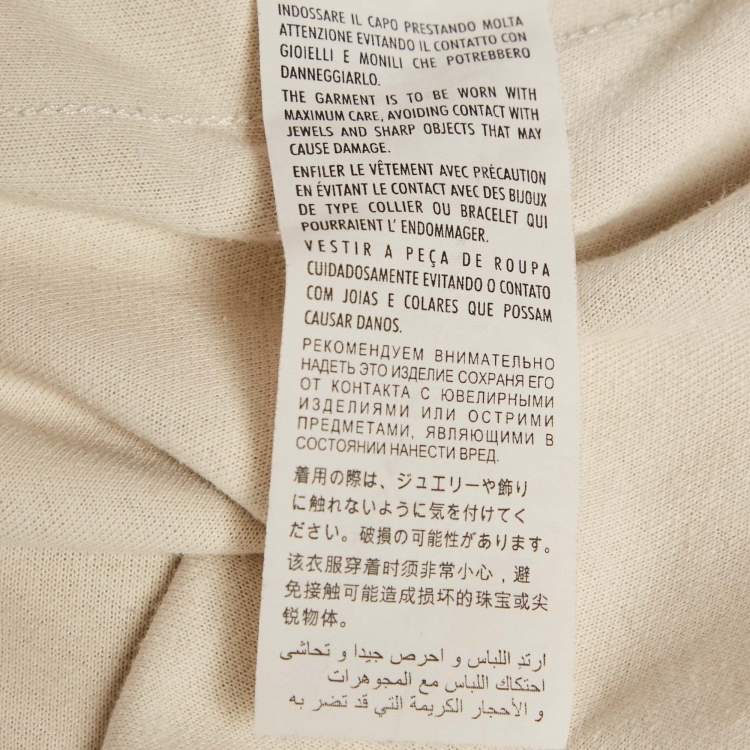 INDOSSARE IL CAPO PRESTANDO MOLTA
ATTENZIONE EVITANDO IL CONTATTO CON
GIOIELLI E MONILI CHE POTREBBERO
DANNEGGIARLO.
THE GARMENT IS TO BE WORN WITH
MAXIMUM CARE, AVOIDING CONTACT WITH
JEWELS AND SHARP OBJECTS THAT MAY
CAUSE DAMAGE.
ENFILER LE VÊTEMENT AVEC PRÉCAUTION
EN ÉVITANT LE CONTACT AVEC DES BIJOUX
DE TYPE COLLIER OU BRACELET QUI
POURRAIENT L' ENDOMMAGER.
VESTIR A PEÇA DE ROUPA
CUIDADOSAMENTE EVITANDO O CONTATO
COM JOIAS E COLARES QUE POSSAM
CAUSAR DANOS.
РЕКОМЕНДУЕМ ВНИМАТЕЛЬНО
НАДЕТЬ ЭТО ИЗДЕЛИЕ СОХРАНЯ ЕГО
ОТ КОНТАКТА С ЮВЕЛИРНЫМИ
ИЗДЕЛИЯМИ ИЛИ ОСТРИМИ
ПРЕДМЕТАМИ, ЯВЛЯЮЩИМИ В
СОСТОЯНИИ НАНЕСТИ ВРЕД.
着用の際は、ジュエリーや飾り
に触れないように気を付けてく
ださい。破損の可能性があります。
该衣服穿着时须非常小心，避
免接触可能造成损坏的珠宝或尖
锐物体。
ارتدِ اللباس و احرص جيدا و تحاشى
احتكاك اللباس مع المجوهرات
و الأحجار الكريمة التي قد تضر به